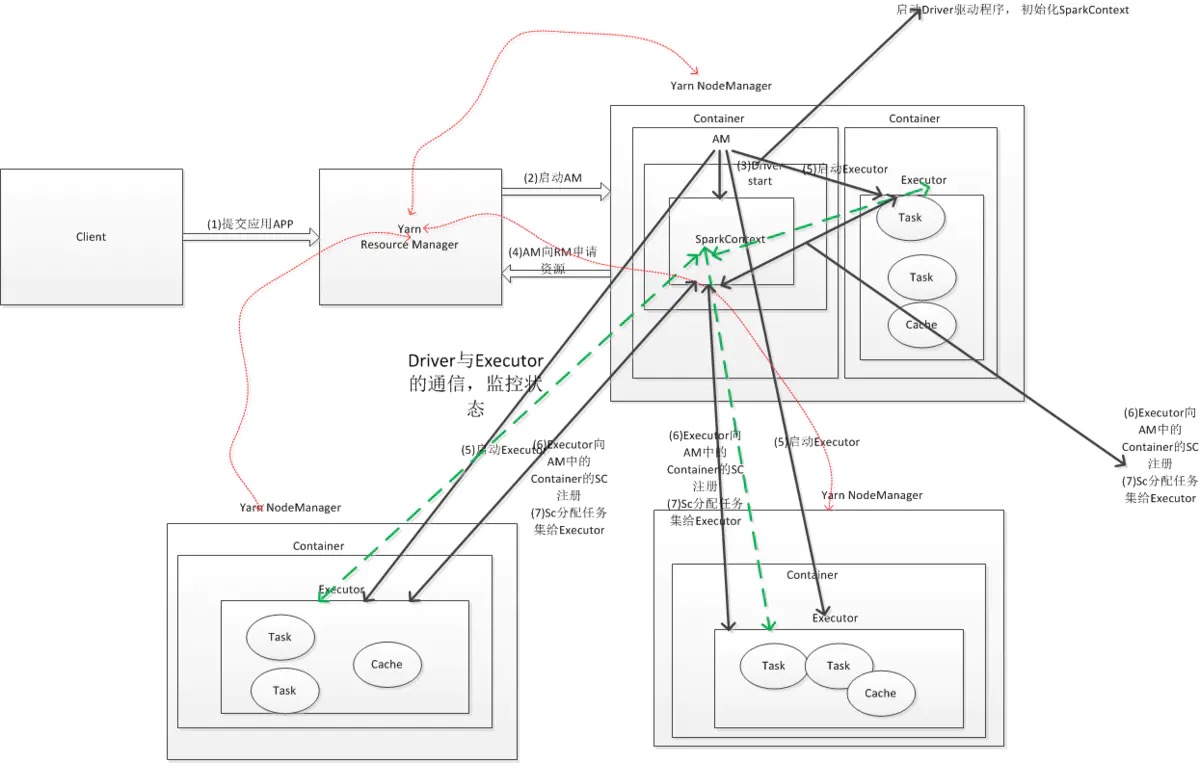 启动Driver驱动程序， 初始化SparkContext
Yarn NodeManager
Container
Container
AM
(3)Driver
start
(5)启动Executor
Executor
Client
(1)提交应用APP
Yarn
Resource Manager
(2)启动AM
(4)AM向RM申请
资源
SparkContext
Task
Task
Cache
Driver与Executor
的通信，监控状
态
(5)启动Executor
(6)Executor向
AM中的
Container的SC
注册
(7)Sc分配任务
集给Executor
(6)Executor向
AM中的
Container的SC
注册
(7)Sc分配任务
集给Executor
(5)启动Executor
(6)Executor向
AM中的
Container的SC
注册
(7)Sc分配任务
集给Executor
Yarn NodeManager
Container
Executor
Task
Cache
Task
Yarn NodeManager
Container
Executor
Task
Task
Cache